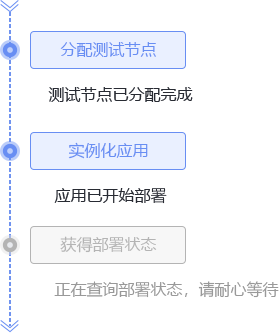 分配测试节点
测试节点已分配完成
实例化应用
应用已开始部署
获得部署状态
正在查询部署状态，请耐心等待